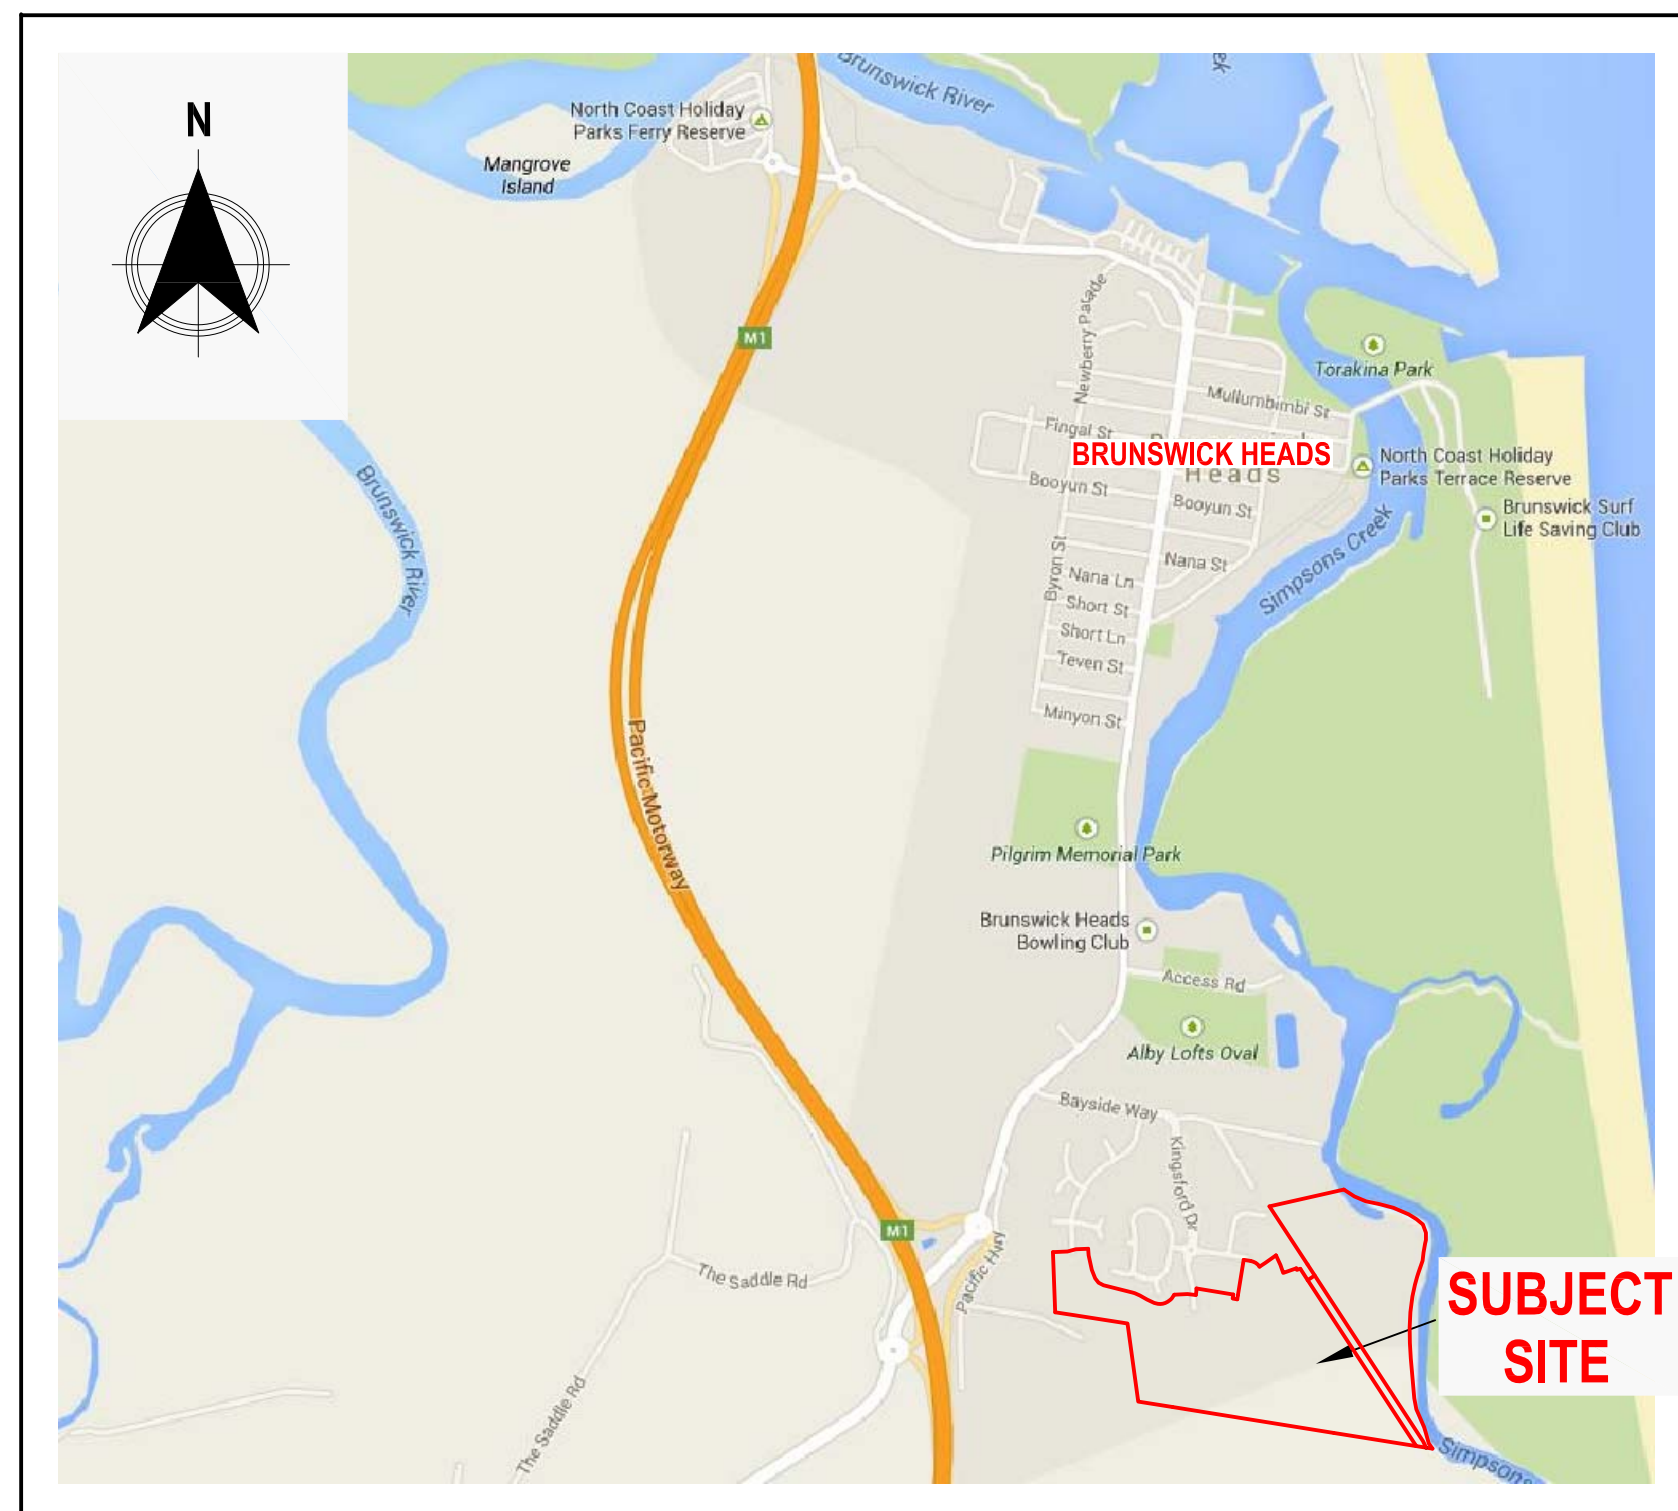 N
Brunswick River
ek
North Coast Holiday
Parks Ferry Reserve
Mangrove
Island
M1
Newberry Parade
Torakina Park
Mullumbimbi St
Fingal St
BRUNSWICK HEADS
Heads
North Coast Holiday
Parks Terrace Reserve
Booyun St
Booyun St
Brunswick Surf
Life Saving Club
Brunswick River
Simpsons Creek
Byron St
Nana St
Nana Ln
Short St
Short Ln
Teven St
Minyon St
Pacific Motorway
Pilgrim Memorial Park
Brunswick Heads
Bowling Club
Access Rd
Alby Lofts Oval
Bayside Way
Kingsford Dr
M1
Pacific Hwy
The Saddle Rd
SUBJECT
SITE
The Saddle Rd
Simpsons